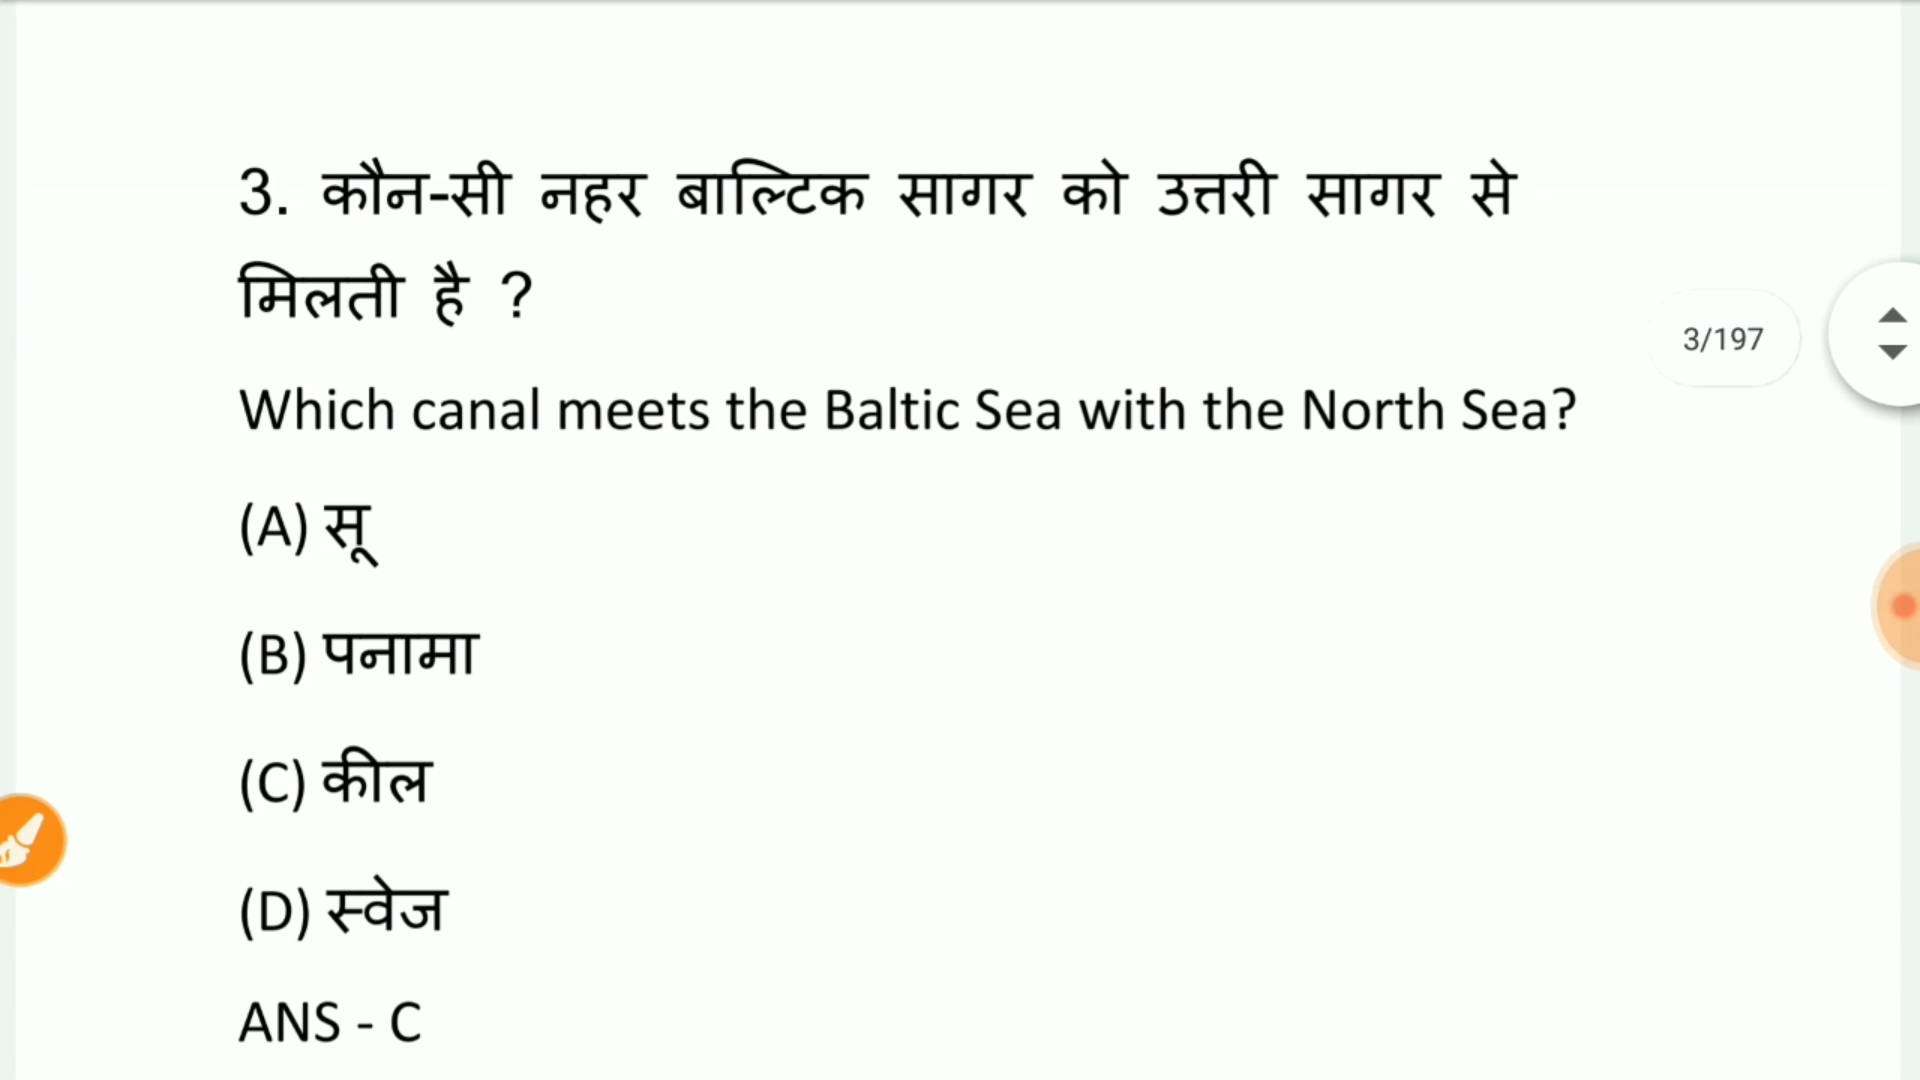 3. कौन-सी नहर बाल्टिक सागर को उत्तरी सागर से
मिलती है ?
3/197
Which canal meets the Baltic Sea with the North Sea?
(A) सू
(B) पनामा
(C) कील
(D) स्वेज
ANS - C